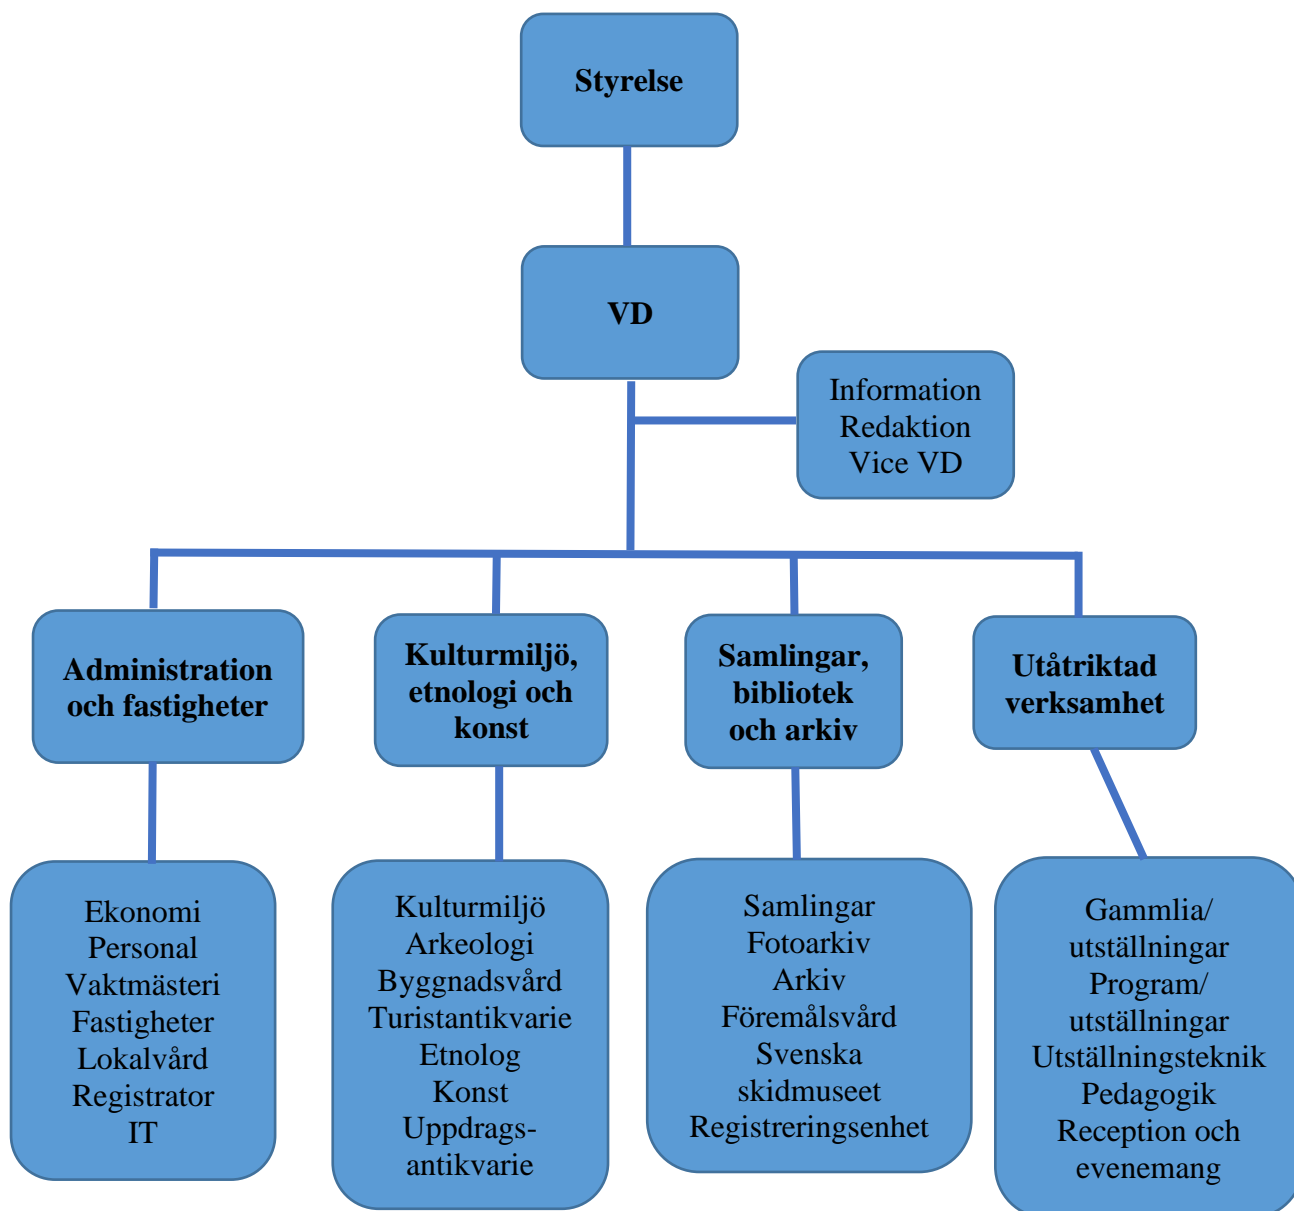 Styrelse
VD
Information
Redaktion
Vice VD
Administration
och fastigheter
Kulturmiljö,
etnologi och
konst
Samlingar,
bibliotek
och arkiv
Utåtriktad
verksamhet
Ekonomi
Personal
Vaktmästeri
Fastigheter
Lokalvård
Registrator
IT
Kulturmiljö
Arkeologi
Byggnadsvård
Turistantikvarie
Etnolog
Konst
Uppdrags-
antikvarie
Samlingar
Fotoarkiv
Arkiv
Föremålsvård
Svenska
skidmuseet
Registreringsenhet
Gammlia/
utställningar
Program/
utställningar
Utställningsteknik
Pedagogik
Reception och
evenemang